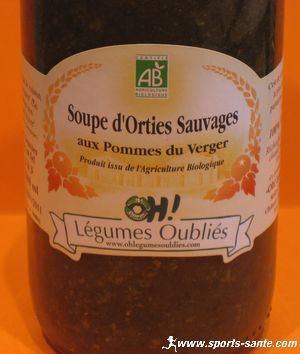 CERTIFIÉ
AB
AGRICULTURE
BIOLOGIQUE
Soupe d'Orties Sauvages
aux Pommes du Verger
Produit issu de l'Agriculture Biologique
OH!
Légumes Oubliés
www.ohlegumesoublies.com
www.sports-sante.com